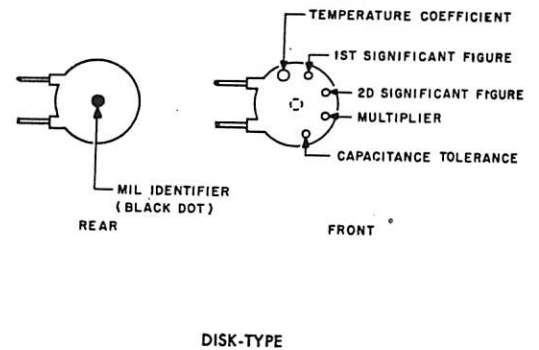 TEMPERATURE COEFFICIENT
1ST SIGNIFICANT FIGURE
2D SIGNIFICANT FIGURE
MULTIPLIER
CAPACITANCE TOLERANCE
MIL IDENTIFIER
(BLACK DOT)
REAR
FRONT
DISK-TYPE